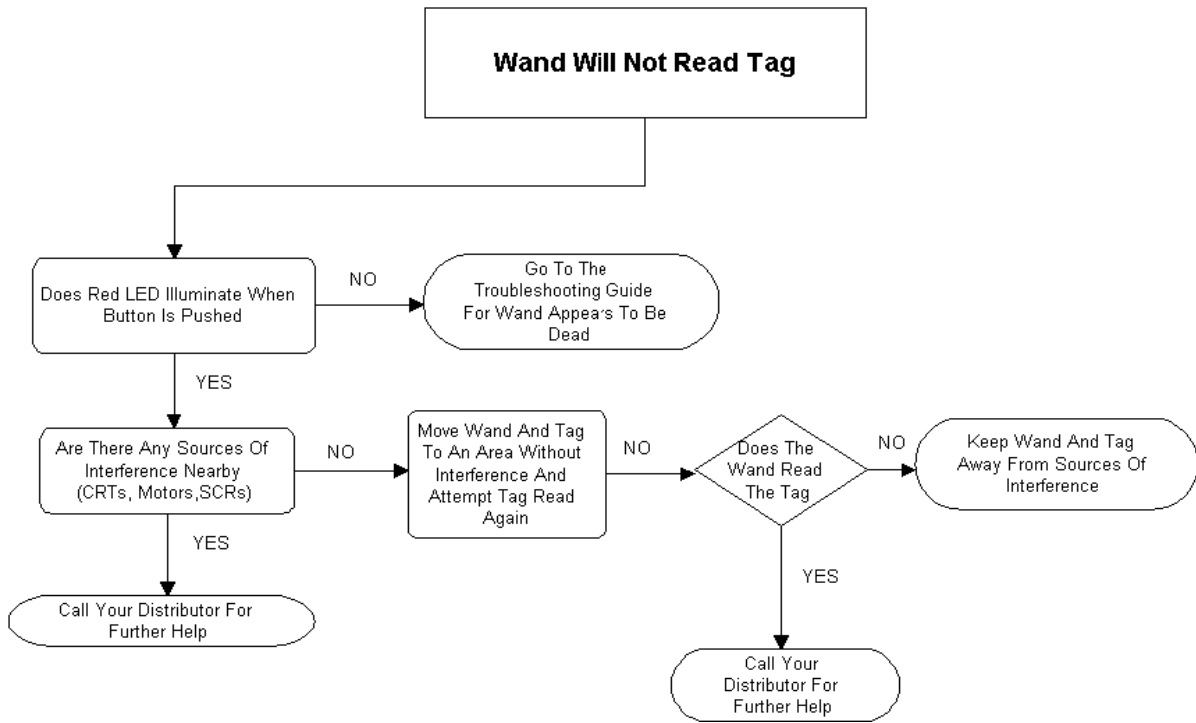 Wand Will Not Read Tag
Does Red LED Illuminate When
Button Is Pushed
NO
Go To The
Troubleshooting Guide
For Wand Appears To Be
Dead
YES
Are There Any Sources Of
Interference Nearby
(CRTs, Motors,SCRs)
NO
Move Wand And Tag
To An Area Without
Interference And
Attempt Tag Read
Again
NO
Does The
Wand Read
The Tag
NO
Keep Wand And Tag
Away From Sources Of
Interference
YES
Call Your Distributor For
Further Help
YES
Call Your
Distributor For
Further Help